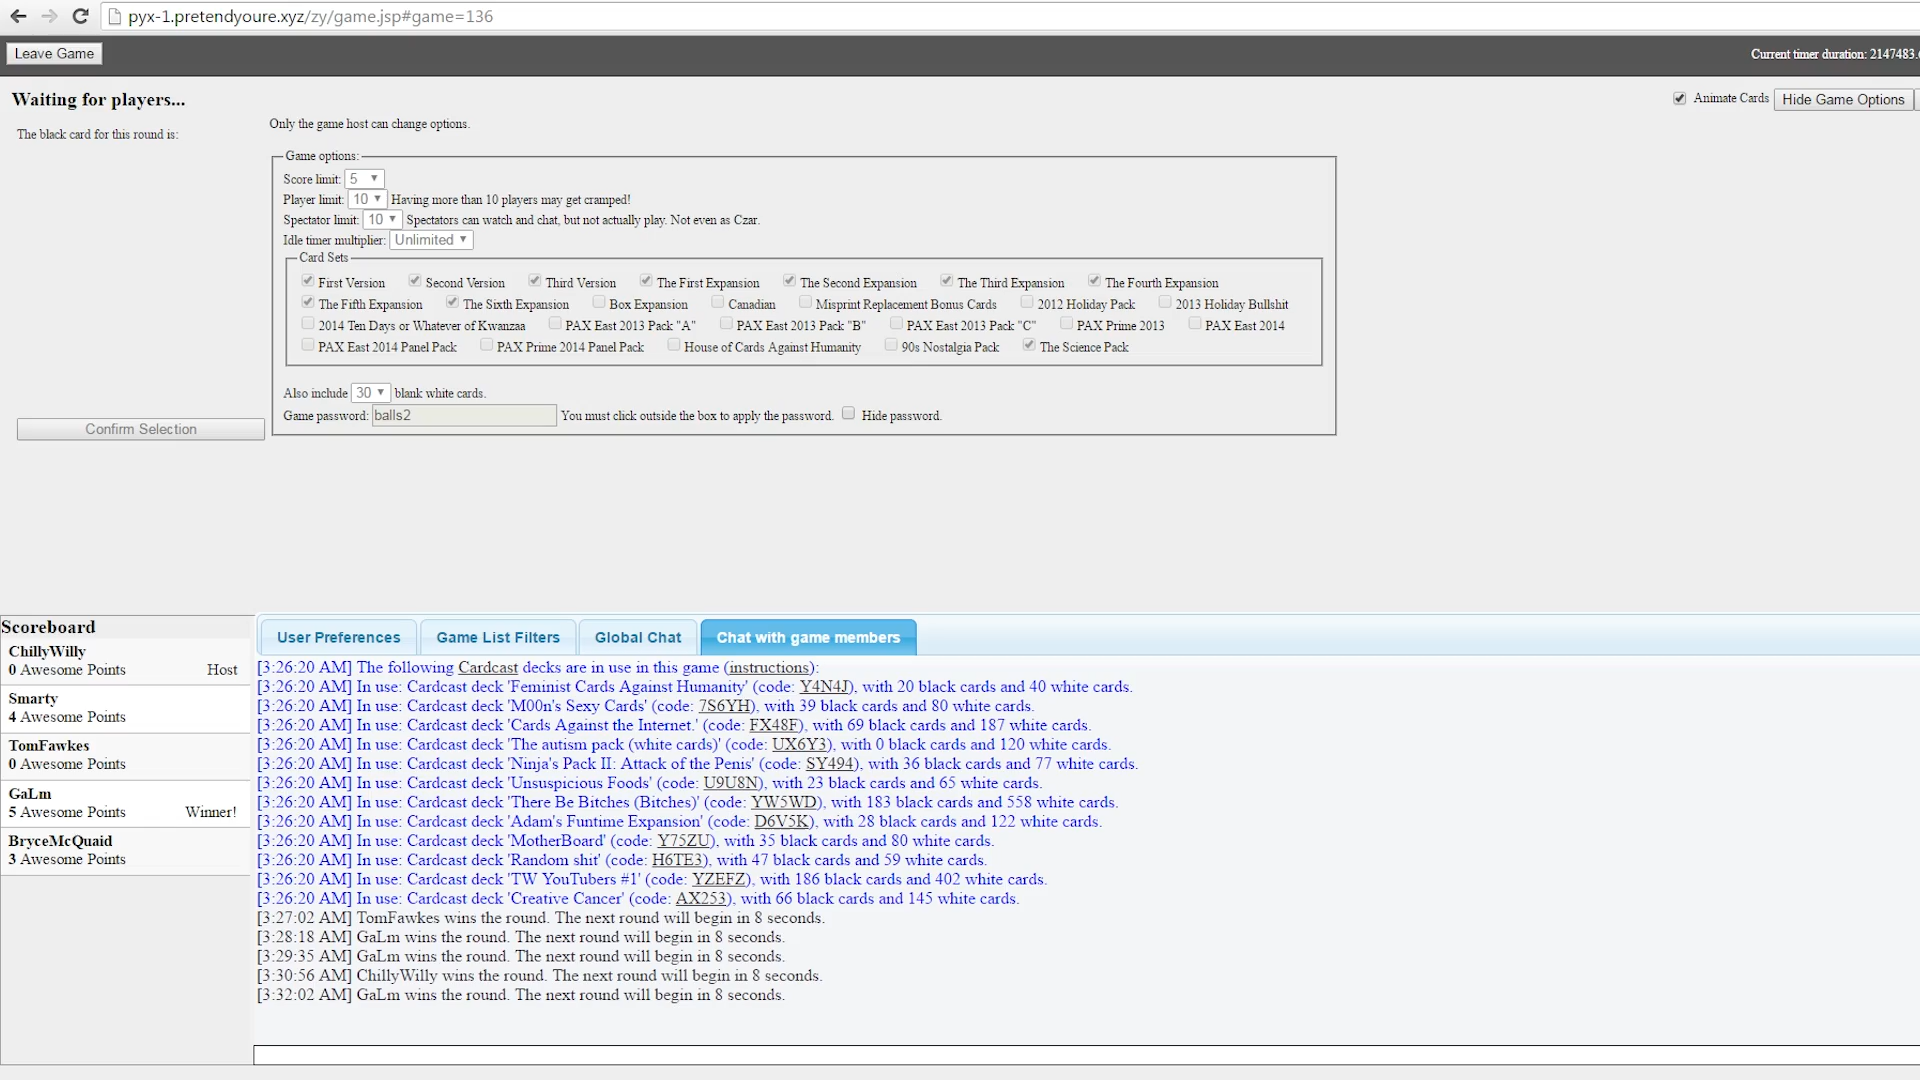 pyx-1.pretendyoure.xyz/zy/game.jsp#game=136
Leave Game
Current timer duration: 2147483.
Waiting for players...
Animate Cards Hide Game Options
The black card for this round is:
Only the game host can change options.
Game options:
Score limit: 5
Player limit: 10 Having more than 10 players may get cramped!
Spectator limit: 10 Spectators can watch and chat, but not actually play. Not even as Czar.
Idle timer multiplier: Unlimited
Card Sets
First Version Second Version Third Version The First Expansion The Second Expansion The Third Expansion The Fourth Expansion
The Fifth Expansion The Sixth Expansion Box Expansion Canadian Misprint Replacement Bonus Cards 2012 Holiday Pack 2013 Holiday Bullshit
2014 Ten Days or Whatever of Kwanzaa PAX East 2013 Pack "A" PAX East 2013 Pack "B" PAX East 2013 Pack "C" PAX Prime 2013 PAX East 2014
PAX East 2014 Panel Pack PAX Prime 2014 Panel Pack House of Cards Against Humanity 90s Nostalgia Pack The Science Pack
Also include 30 blank white cards.
Game password: balls2 You must click outside the box to apply the password. Hide password.
Confirm Selection
Scoreboard
ChillyWilly
0 Awesome Points Host
Smarty
4 Awesome Points
TomFawkes
0 Awesome Points
GaLm
5 Awesome Points Winner!
BryceMcQuaid
3 Awesome Points
User Preferences Game List Filters Global Chat Chat with game members
[3:26:20 AM] The following Cardcast decks are in use in this game (instructions):
[3:26:20 AM] In use: Cardcast deck 'Feminist Cards Against Humanity' (code: Y4N4J), with 20 black cards and 40 white cards.
[3:26:20 AM] In use: Cardcast deck 'M00n's Sexy Cards' (code: 7S6YH), with 39 black cards and 80 white cards.
[3:26:20 AM] In use: Cardcast deck 'Cards Against the Internet.' (code: FX48F), with 69 black cards and 187 white cards.
[3:26:20 AM] In use: Cardcast deck 'The autism pack (white cards)' (code: UX6Y3), with 0 black cards and 120 white cards.
[3:26:20 AM] In use: Cardcast deck 'Ninja's Pack II: Attack of the Penis' (code: SY494), with 36 black cards and 77 white cards.
[3:26:20 AM] In use: Cardcast deck 'Unsuspicious Foods' (code: U9U8N), with 23 black cards and 65 white cards.
[3:26:20 AM] In use: Cardcast deck 'There Be Bitches (Bitches)' (code: YW5WD), with 183 black cards and 558 white cards.
[3:26:20 AM] In use: Cardcast deck 'Adam's Funtime Expansion' (code: D6V5K), with 28 black cards and 122 white cards.
[3:26:20 AM] In use: Cardcast deck 'MotherBoard' (code: Y75ZU), with 35 black cards and 80 white cards.
[3:26:20 AM] In use: Cardcast deck 'Random shit' (code: H6TE3), with 47 black cards and 59 white cards.
[3:26:20 AM] In use: Cardcast deck 'TW YouTubers #1' (code: YZEFZ), with 186 black cards and 402 white cards.
[3:26:20 AM] In use: Cardcast deck 'Creative Cancer' (code: AX253), with 66 black cards and 145 white cards.
[3:27:02 AM] TomFawkes wins the round. The next round will begin in 8 seconds.
[3:28:18 AM] GaLm wins the round. The next round will begin in 8 seconds.
[3:29:35 AM] GaLm wins the round. The next round will begin in 8 seconds.
[3:30:56 AM] ChillyWilly wins the round. The next round will begin in 8 seconds.
[3:32:02 AM] GaLm wins the round. The next round will begin in 8 seconds.